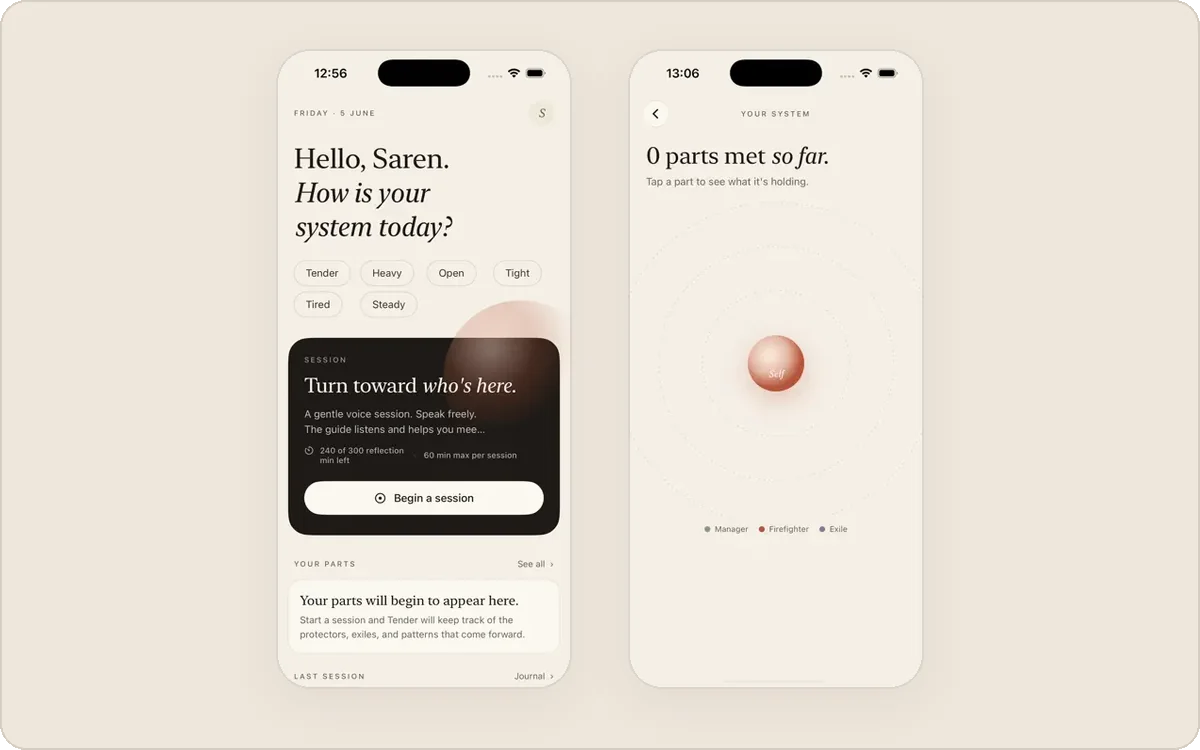 12:56
FRIDAY · 5 JUNE
S
Hello, Saren.
How is your
system today?
Tender
Heavy
Open
Tight
Tired
Steady
SESSION
Turn toward who's here.
A gentle voice session. Speak freely.
The guide listens and helps you mee...
240 of 300 reflection
min left
· 60 min max per session
Begin a session
YOUR PARTS
See all ›
Your parts will begin to appear here.
Start a session and Tender will keep track of the
protectors, exiles, and patterns that come forward.
LAST SESSION
Journal ›
13:06
YOUR SYSTEM
0 parts met so far.
Tap a part to see what it's holding.
Self
Manager
Firefighter
Exile